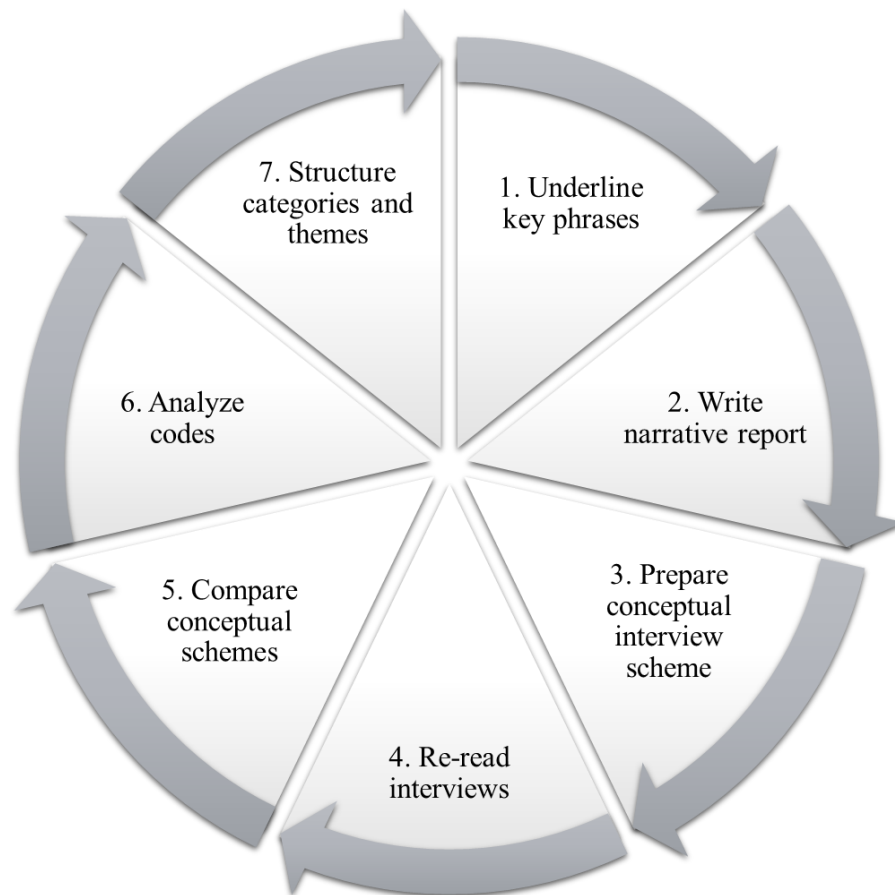 1. Underline
key phrases
2. Write
narrative report
3. Prepare
conceptual
interview
scheme
4. Re-read
interviews
5. Compare
conceptual
schemes
6. Analyze
codes
7. Structure
categories and
themes